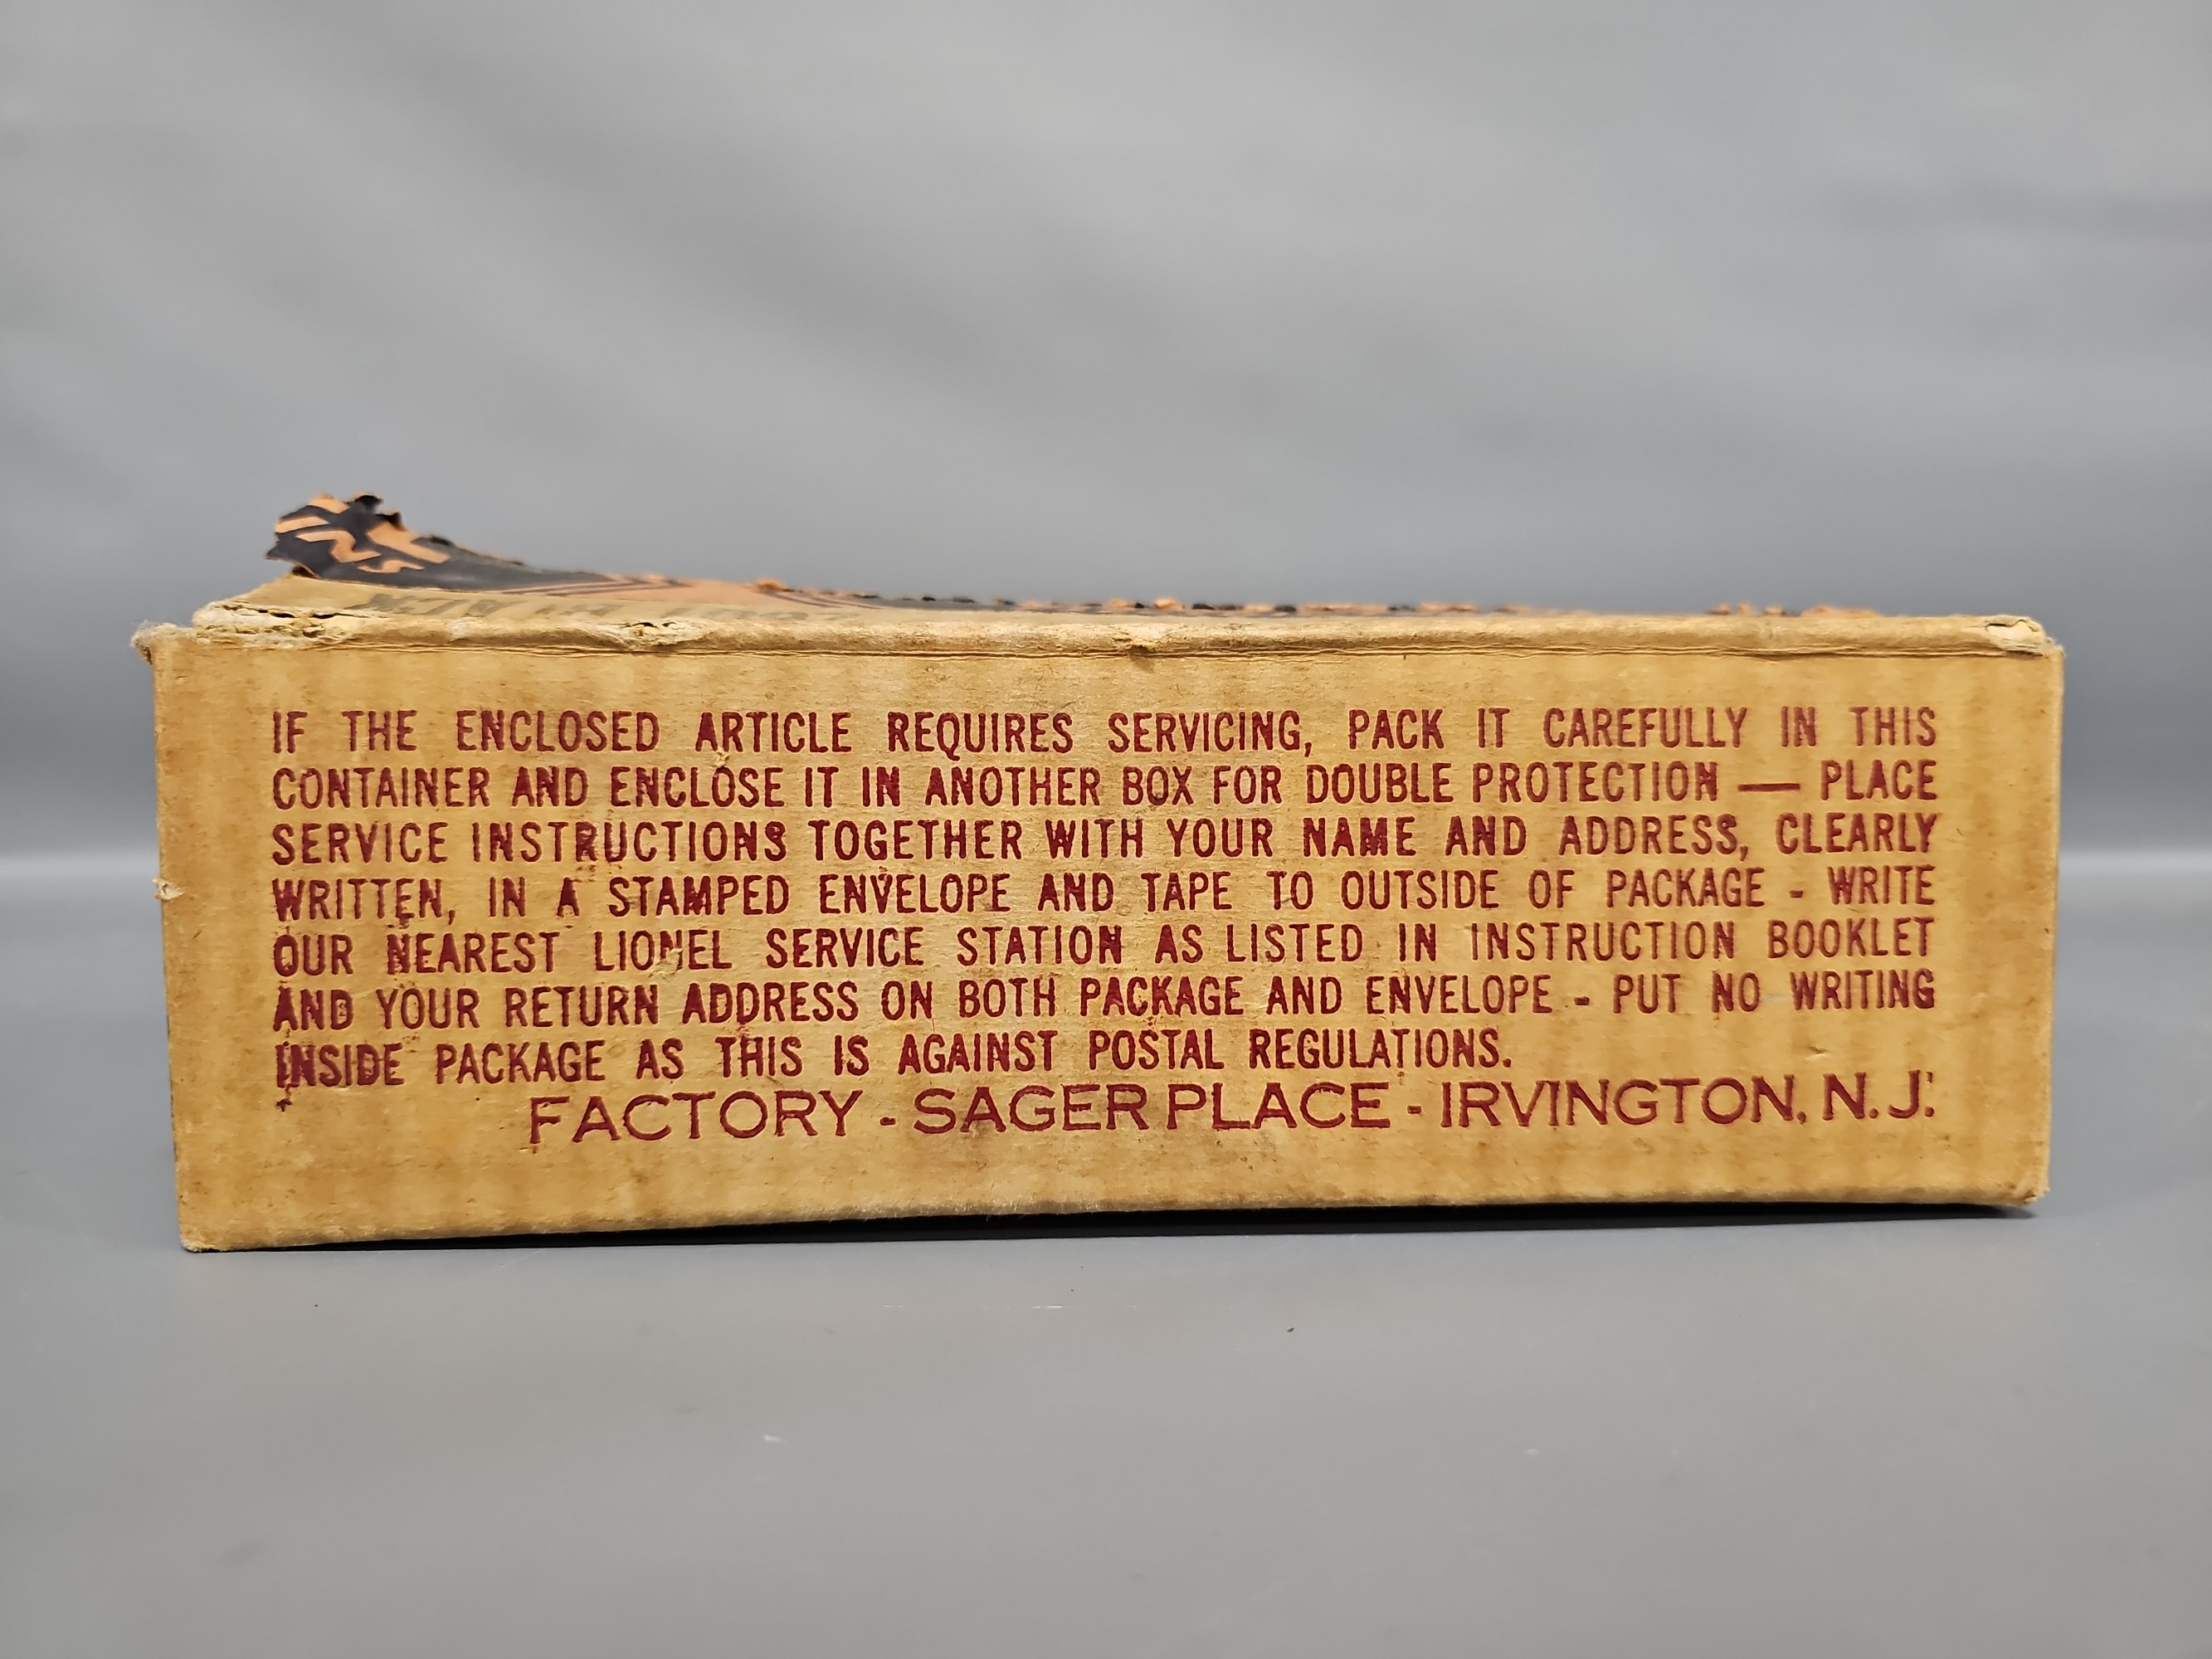 IF THE ENCLOSED ARTICLE REQUIRES SERVICING, PACK IT CAREFULLY IN THIS
CONTAINER AND ENCLOSE IT IN ANOTHER BOX FOR DOUBLE PROTECTION — PLACE
SERVICE INSTRUCTIONS TOGETHER WITH YOUR NAME AND ADDRESS, CLEARLY
WRITTEN, IN A STAMPED ENVELOPE AND TAPE TO OUTSIDE OF PACKAGE - WRITE
OUR NEAREST LIONEL SERVICE STATION AS LISTED IN INSTRUCTION BOOKLET
AND YOUR RETURN ADDRESS ON BOTH PACKAGE AND ENVELOPE - PUT NO WRITING
INSIDE PACKAGE AS THIS IS AGAINST POSTAL REGULATIONS.
FACTORY - SAGER PLACE - IRVINGTON, N. J.